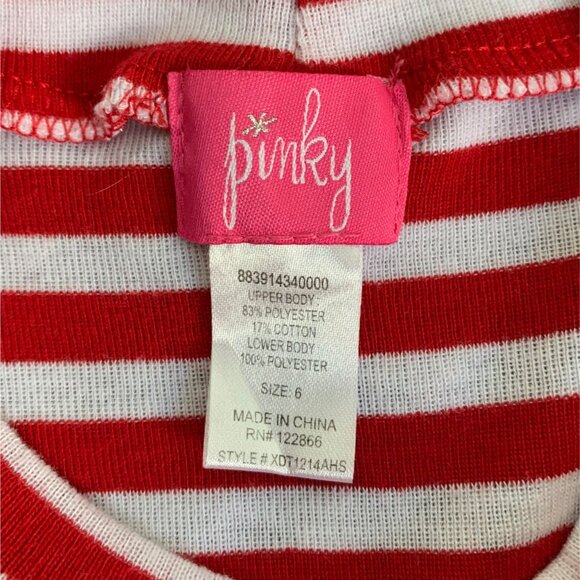 pinky
883914340000
UPPER BODY
83% POLYESTER
17% COTTON
LOWER BODY
100% POLYESTER
SIZE: 6
MADE IN CHINA
RN# 122866
STYLE # XDT1214AHS